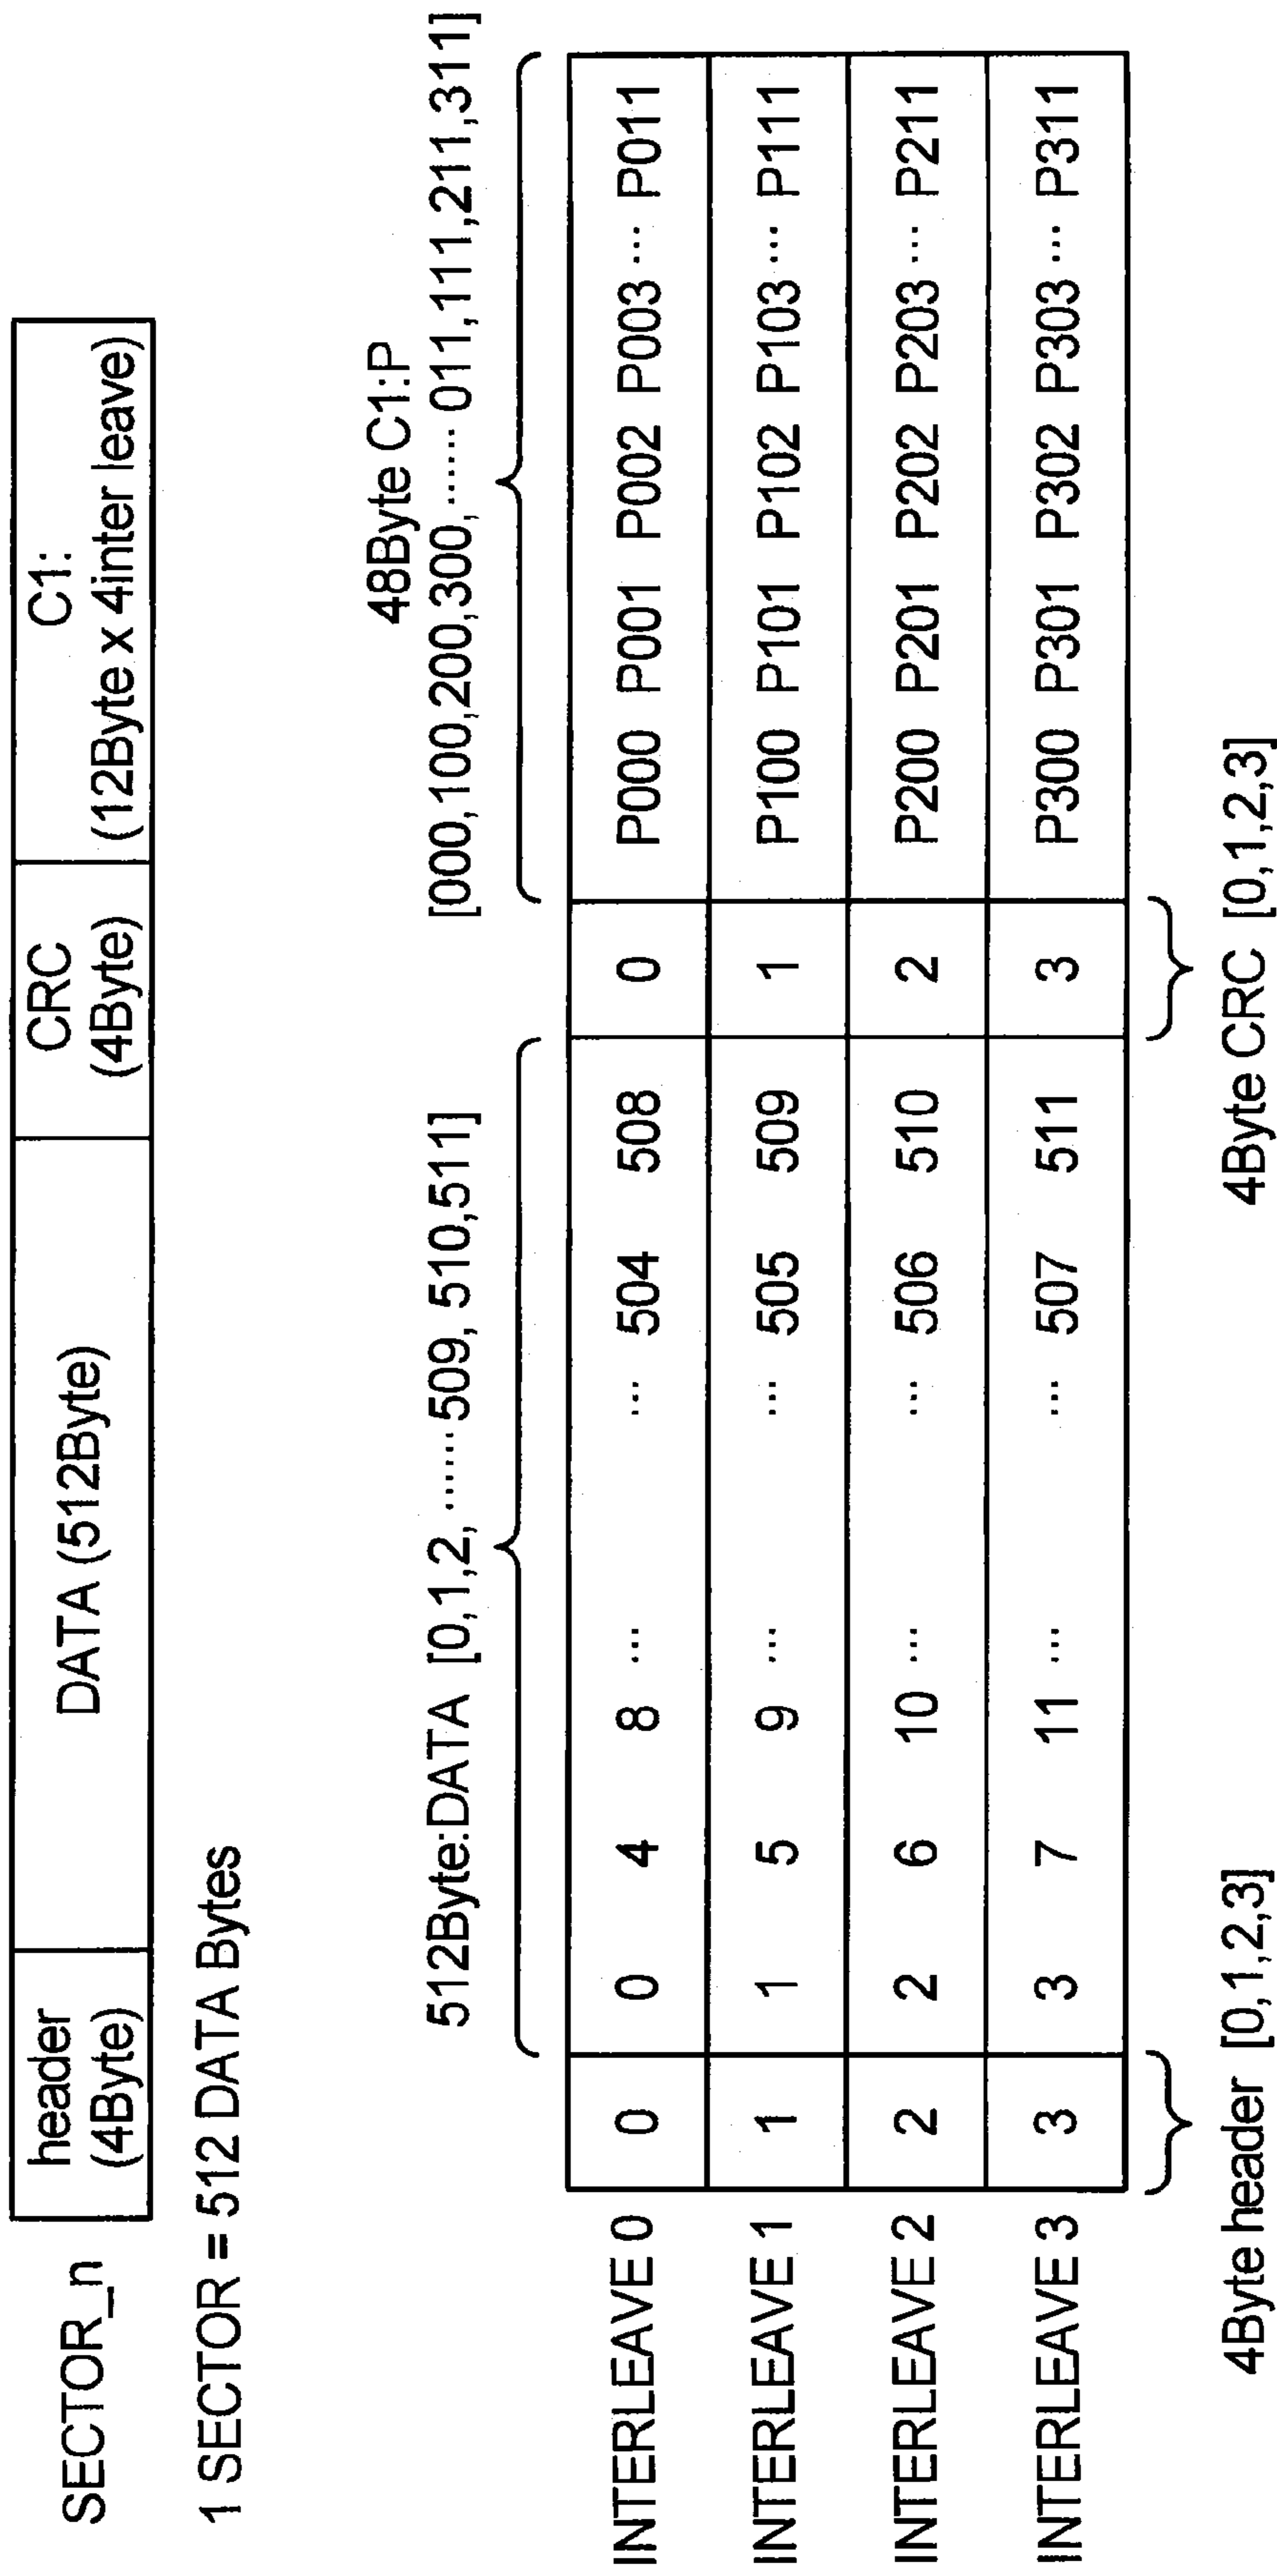 SECTOR_n
header
(4Byte)
DATA (512Byte)
CRC
(4Byte)
C1:
(12Byte x 4inter leave)
1 SECTOR = 512 DATA Bytes
512Byte:DATA [0,1,2, ...... 509, 510,511]
48Byte C1:P
[000,100,200,300, ...... 011,111,211,311]
INTERLEAVE 0 0 0 4 8 ... ... 504 508 0 P000 P001 P002 P003 ... P011
INTERLEAVE 1 1 1 5 9 ... ... 505 509 1 P100 P101 P102 P103 ... P111
INTERLEAVE 2 2 2 6 10 ... ... 506 510 2 P200 P201 P202 P203 ... P211
INTERLEAVE 3 3 3 7 11 ... ... 507 511 3 P300 P301 P302 P303 ... P311
4Byte header [0,1,2,3]
4Byte CRC [0,1,2,3]